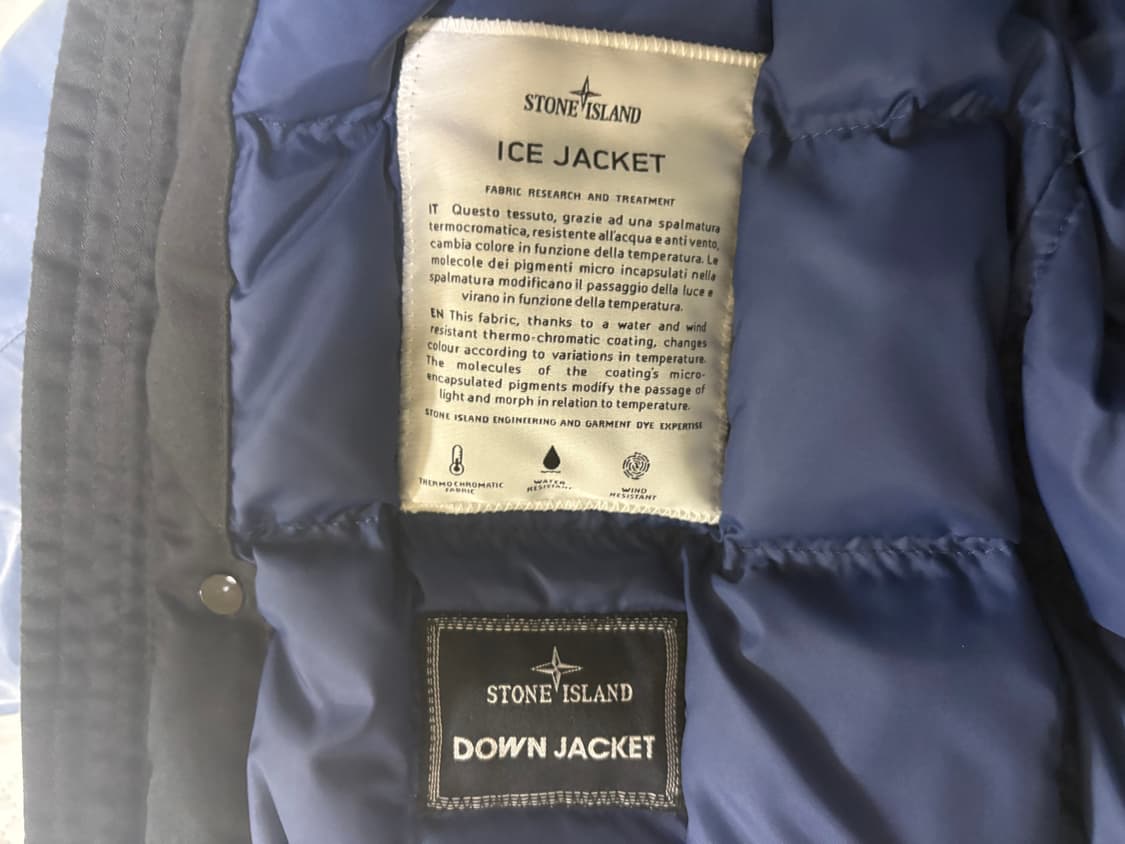 STONE ISLAND
ICE JACKET
FABRIC RESEARCH AND TREATMENT
IT Questo tessuto, grazie ad una spalmatura
termocromatica, resistente all'acqua e anti vento,
cambia colore in funzione della temperatura. Le
molecole dei pigmenti micro incapsulati nella
spalmatura modificano il passaggio della luce e
virano in funzione della temperatura.
EN This fabric, thanks to a water and wind
resistant thermo-chromatic coating, changes
colour according to variations in temperature.
The molecules of the coating's micro-
encapsulated pigments modify the passage of
light and morph in relation to temperature.
STONE ISLAND ENGINEERING AND GARMENT DYE EXPERTISE
THERMOCHROMATIC
FABRIC
WATER
RESISTANT
WIND
RESISTANT
STONE ISLAND
DOWN JACKET